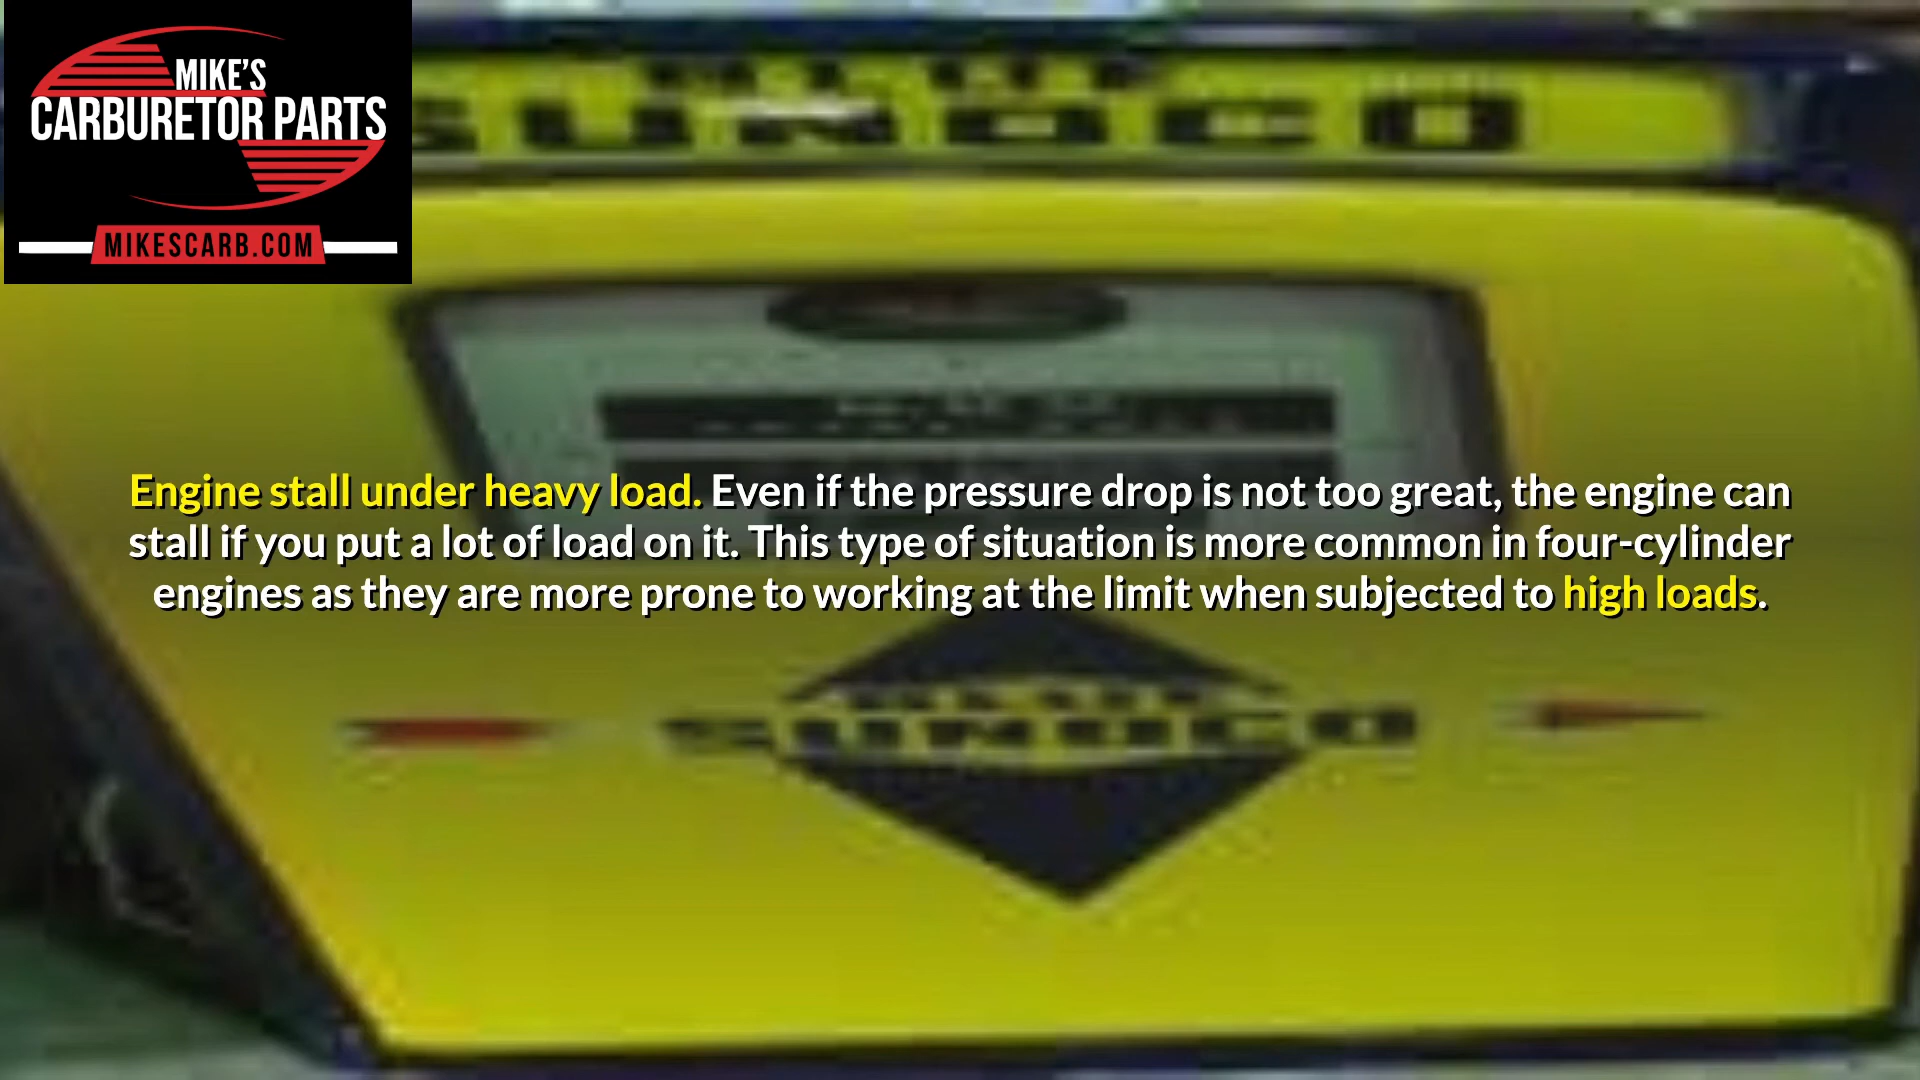 MIKE'S
CARBURETOR PARTS
MIKESCARB.COM
SUNOCO
Engine stall under heavy load. Even if the pressure drop is not too great, the engine can
stall if you put a lot of load on it. This type of situation is more common in four-cylinder
engines as they are more prone to working at the limit when subjected to high loads.
SUNOCO